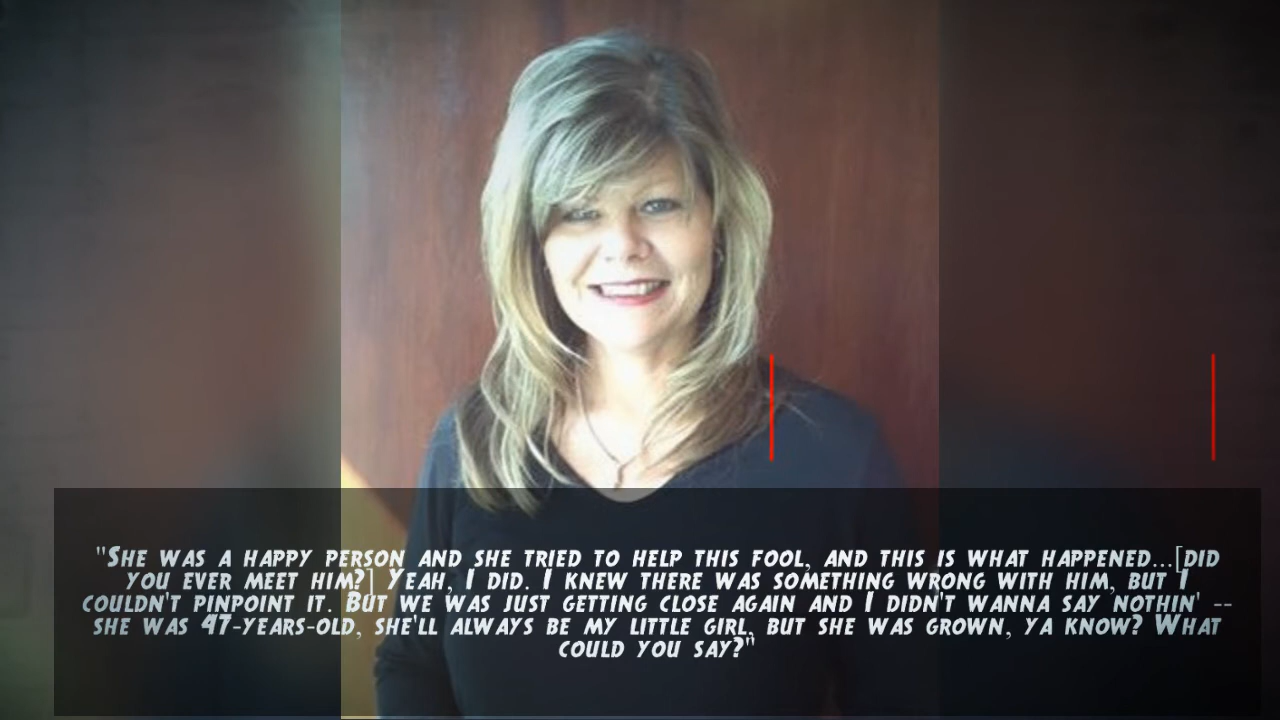 "She was a happy person and she tried to help this fool, and this is what happened...[did
you ever meet him?] Yeah, I did. I knew there was something wrong with him, but I
couldn't pinpoint it. But we was just getting close again and I didn't wanna say nothin' --
she was 47-years-old, she'll always be my little girl, but she was grown, ya know? What
could you say?"